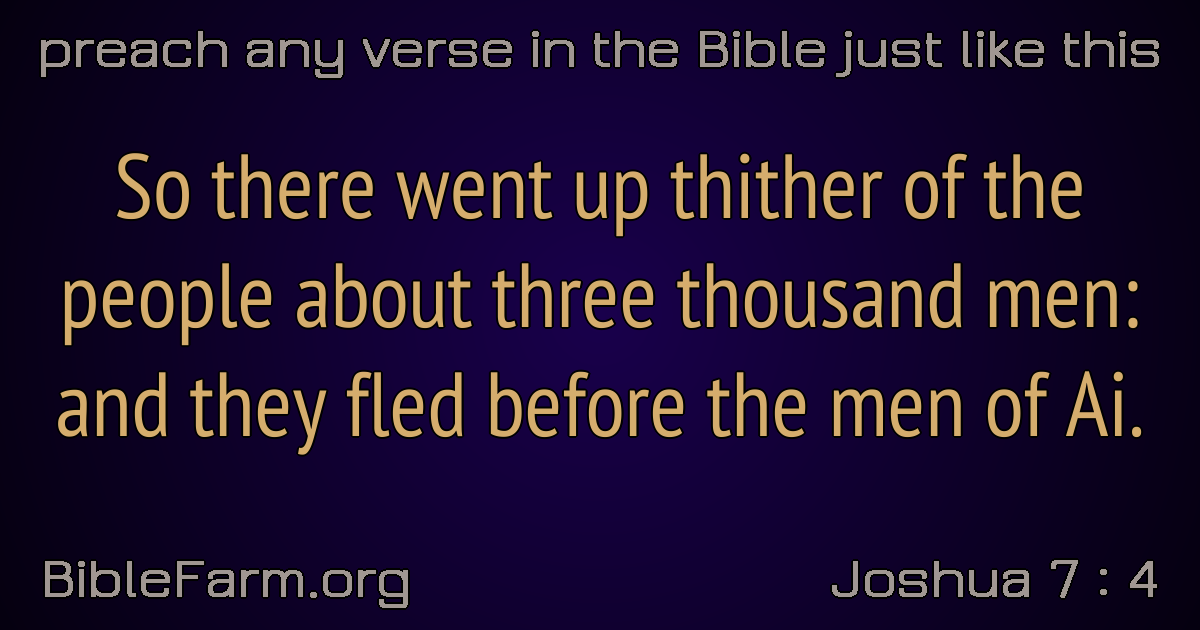 preach any verse in the Bible just like this
So there went up thither of the
people about three thousand men:
and they fled before the men of Ai.
BibleFarm.org
Joshua 7 : 4